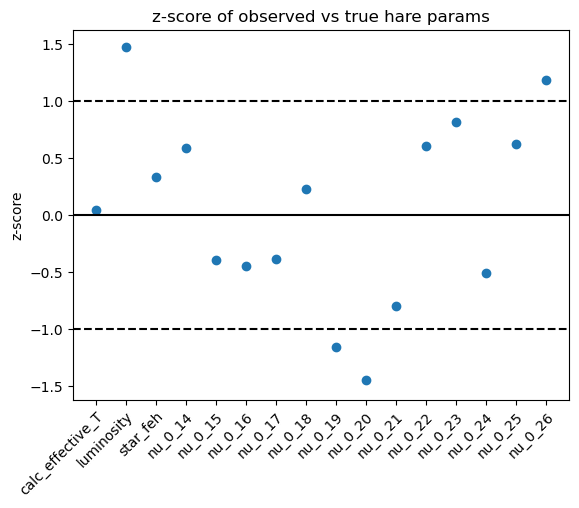 z-score of observed vs true hare params
z-score
1.5
1.0
0.5
0.0
−0.5
−1.0
−1.5
calc_effective_T
luminosity
star_feh
nu_0_14
nu_0_15
nu_0_16
nu_0_17
nu_0_18
nu_0_19
nu_0_20
nu_0_21
nu_0_22
nu_0_23
nu_0_24
nu_0_25
nu_0_26